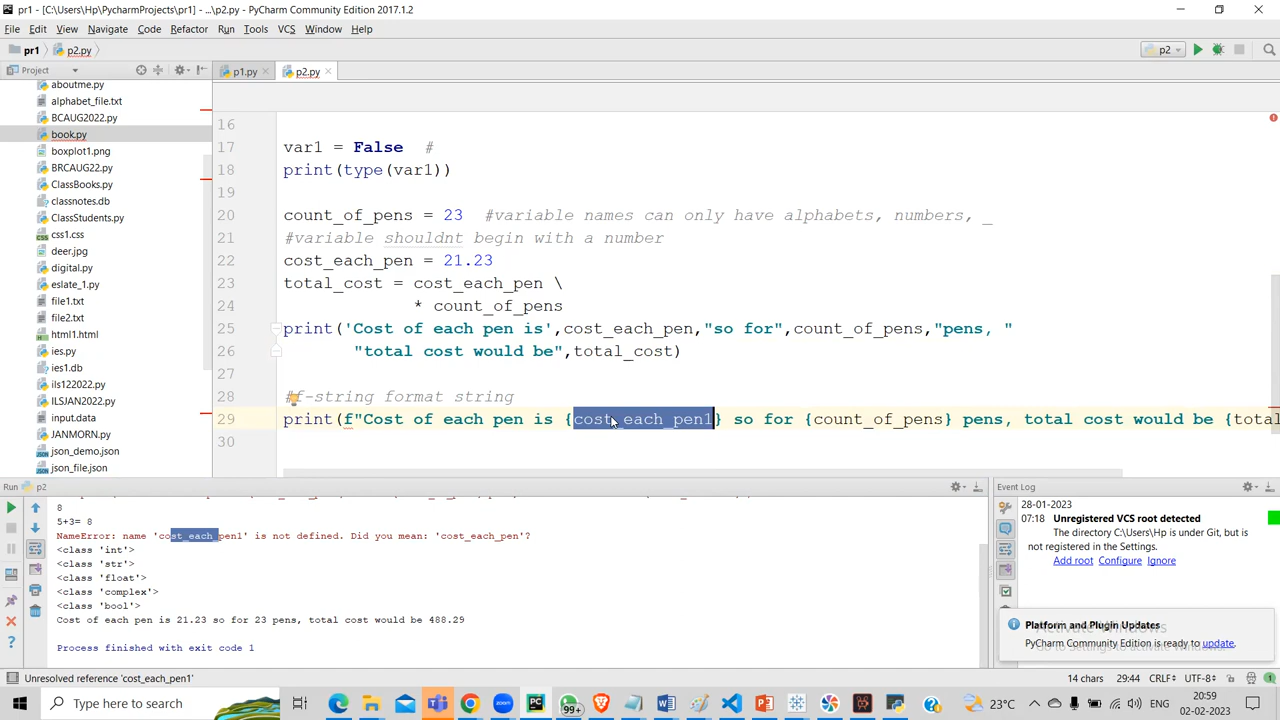 pr1 - [C:\Users\Hp\PycharmProjects\pr1] - ...\p2.py - PyCharm Community Edition 2017.1.2
File Edit View Navigate Code Refactor Run Tools VCS Window Help
pr1 p2.py p2
Project p1.py p2.py
aboutme.py
alphabet_file.txt
BCAUG2022.py
book.py
boxplot1.png
BRCAUG22.py
ClassBooks.py
classnotes.db
ClassStudents.py
css1.css
deer.jpg
digital.py
eslate_1.py
file1.txt
file2.txt
html1.html
ies.py
ies1.db
ils122022.py
ILSJAN2022.py
input.data
JANMORN.py
json_demo.json
json_file.json
16
17 var1 = False #
18 print(type(var1))
19
20 count_of_pens = 23 #variable names can only have alphabets, numbers, _
21 #variable shouldnt begin with a number
22 cost_each_pen = 21.23
23 total_cost = cost_each_pen \
24 * count_of_pens
25 print('Cost of each pen is',cost_each_pen,"so for",count_of_pens,"pens, "
26 "total cost would be",total_cost)
27
28 #f-string format string
29 print(f"Cost of each pen is {cost_each_pen1} so for {count_of_pens} pens, total cost would be {total
30
Run p2
8
5+3= 8
NameError: name 'cost_each_pen1' is not defined. Did you mean: 'cost_each_pen'?
<class 'int'>
<class 'str'>
<class 'float'>
<class 'complex'>
<class 'bool'>
Cost of each pen is 21.23 so for 23 pens, total cost would be 488.29
Process finished with exit code 1
Event Log
28-01-2023
07:18 Unregistered VCS root detected
The directory C:\Users\Hp is under Git, but is
not registered in the Settings.
Add root Configure Ignore
Platform and Plugin Updates
PyCharm Community Edition is ready to update.
Activate Windows
Go to Settings to activate Windows.
Unresolved reference 'cost_each_pen1' 14 chars 29:44 CRLF UTF-8 1
Type here to search
99+
23°C ENG
20:59
02-02-2023